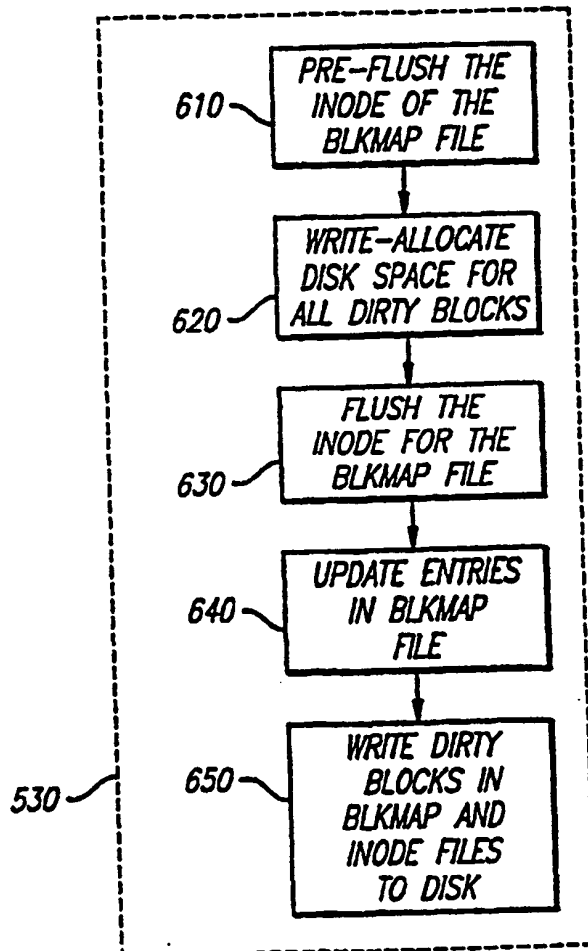 PRE-FLUSH THE
INODE OF THE
BLKMAP FILE
610
WRITE-ALLOCATE
DISK SPACE FOR
ALL DIRTY BLOCKS
620
FLUSH THE
INODE FOR THE
BLKMAP FILE
630
UPDATE ENTRIES
IN BLKMAP
FILE
640
WRITE DIRTY
BLOCKS IN
BLKMAP AND
INODE FILES
TO DISK
650
530